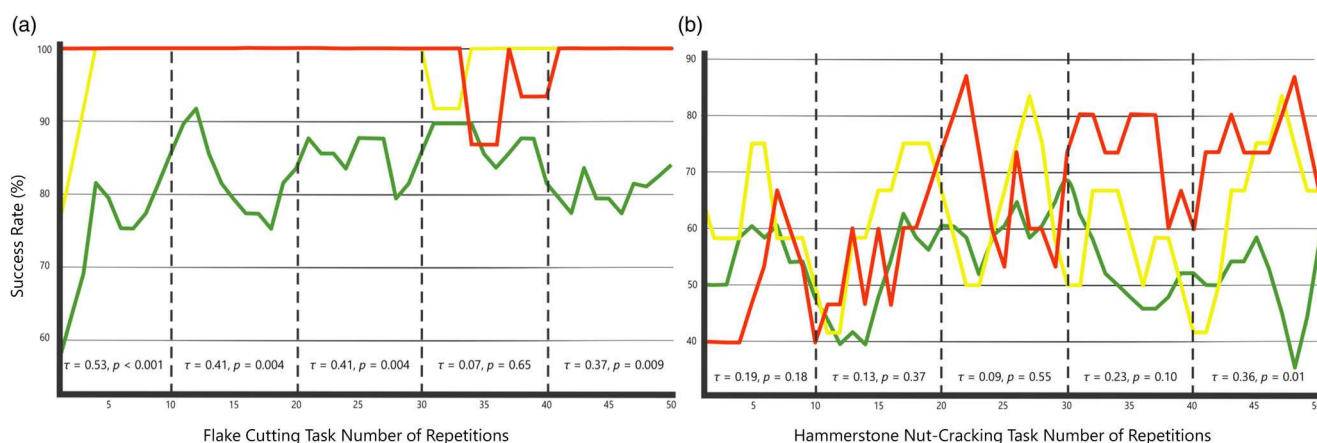 (a)
100
90
80
70
60
Success Rate (%)
τ = 0.53, p < 0.001
τ = 0.41, p = 0.004
τ = 0.41, p = 0.004
τ = 0.07, p = 0.65
τ = 0.37, p = 0.009
5 10 15 20 25 30 35 40 45 50
Flake Cutting Task Number of Repetitions
(b)
90
80
70
60
50
40
τ = 0.19, p = 0.18
τ = 0.13, p = 0.37
τ = 0.09, p = 0.55
τ = 0.23, p = 0.10
τ = 0.36, p = 0.01
5 10 15 20 25 30 35 40 45
Hammerstone Nut-Cracking Task Number of Repetitions